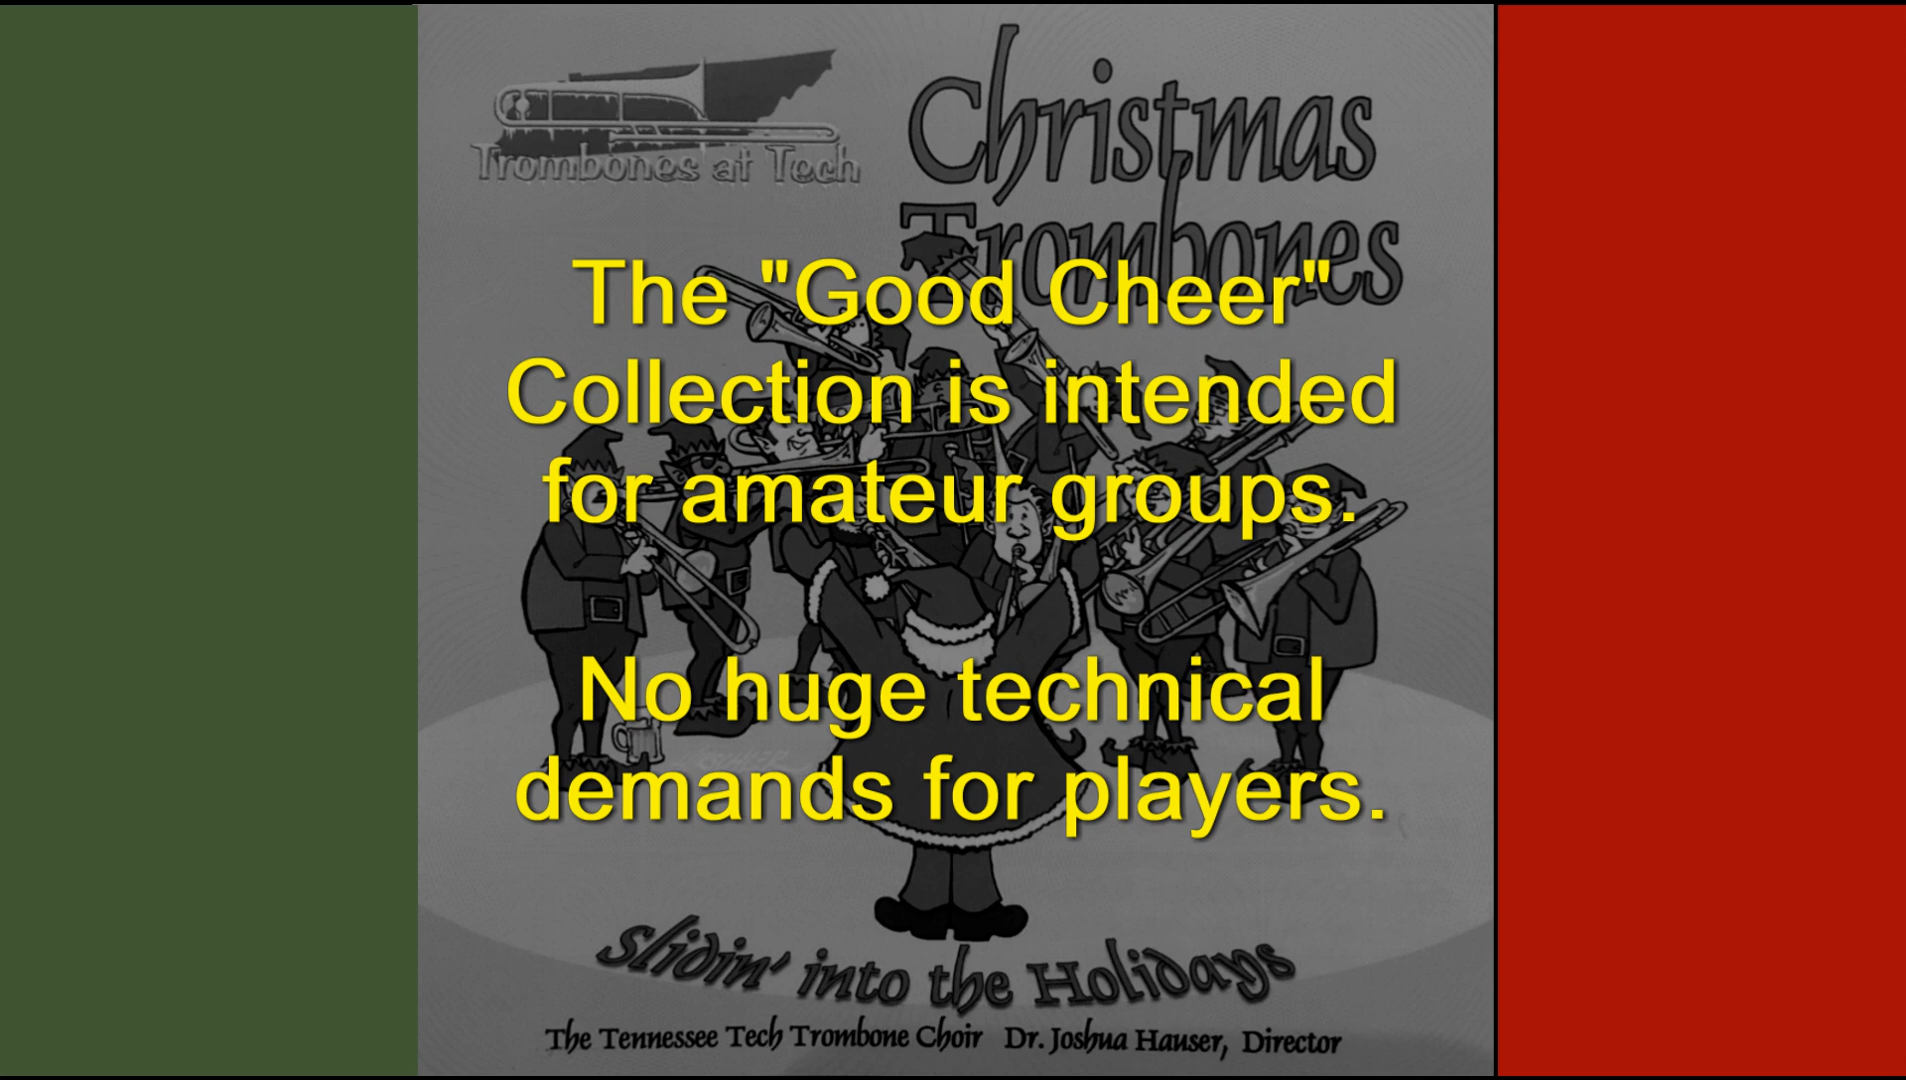 Trombones at Tech
Christmas
Trombones
The "Good Cheer"
Collection is intended
for amateur groups.
No huge technical
demands for players.
Slidin' into the Holidays
The Tennessee Tech Trombone Choir Dr. Joshua Hauser, Director